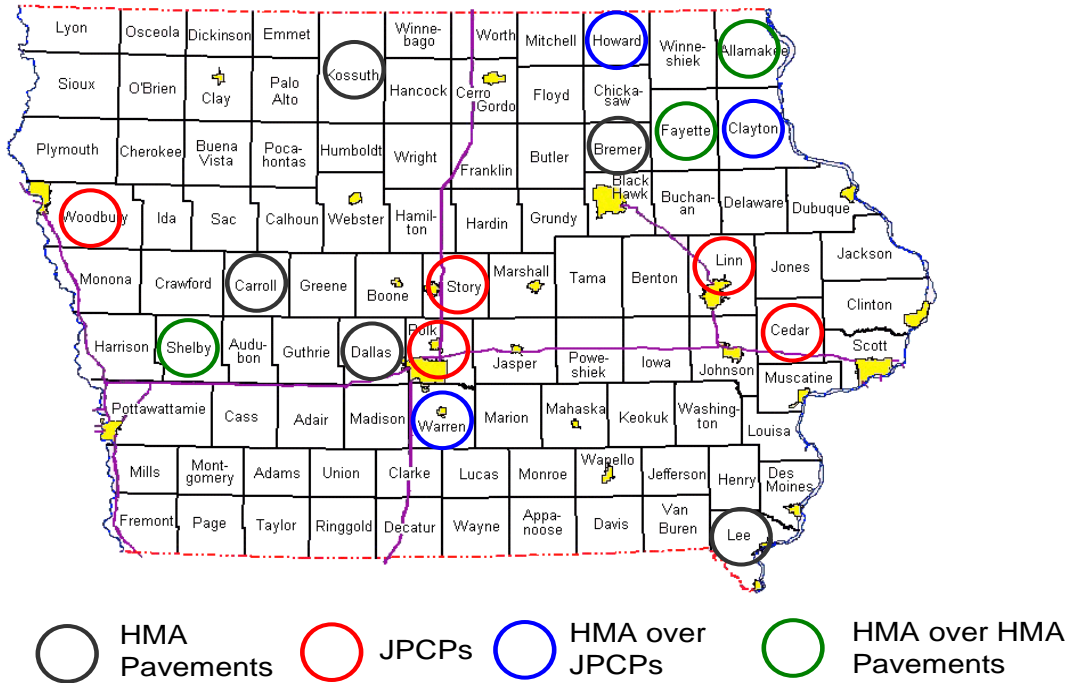 Lyon
Osceola
Dickinson
Emmet
Winne-
bago
Worth
Mitchell
Howard
Winne-
shiek
Allamakee
Kossuth
Sioux
O'Brien
Clay
Palo
Alto
Hancock
Cerro
Gordo
Floyd
Chicka-
saw
Plymouth
Cherokee
Buena
Vista
Poca-
hontas
Humboldt
Wright
Franklin
Butler
Bremer
Fayette
Clayton
Woodbury
Ida
Sac
Calhoun
Webster
Hamil-
ton
Hardin
Grundy
Black
Hawk
Buchan-
an
Delaware
Dubuque
Monona
Crawford
Carroll
Greene
Boone
Story
Marshall
Tama
Benton
Linn
Jones
Jackson
Clinton
Harrison
Shelby
Audu-
bon
Guthrie
Dallas
Polk
Jasper
Powe-
shiek
Iowa
Johnson
Cedar
Scott
Muscatine
Pottawattamie
Cass
Adair
Madison
Warren
Marion
Mahaska
Keokuk
Washing-
ton
Louisa
Mills
Mont-
gomery
Adams
Union
Clarke
Lucas
Monroe
Wapello
Jefferson
Henry
Des
Moines
Fremont
Page
Taylor
Ringgold
Decatur
Wayne
Appa-
noose
Davis
Van
Buren
Lee
HMA
Pavements
JPCPs
HMA over
JPCPs
HMA over HMA
Pavements